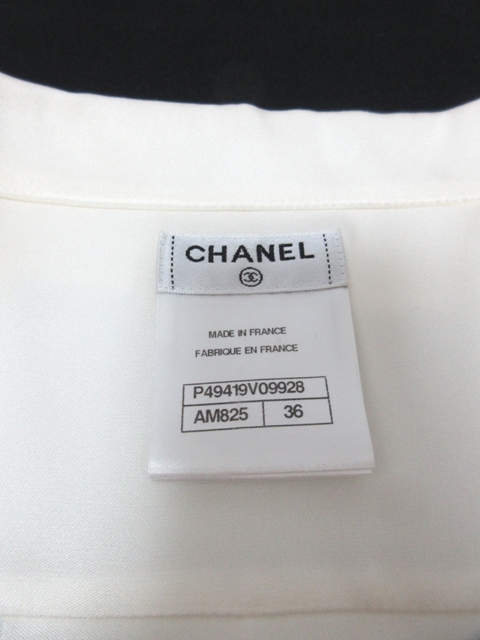 CHANEL
MADE IN FRANCE
FABRIQUE EN FRANCE
P49419V09928
AM825 36